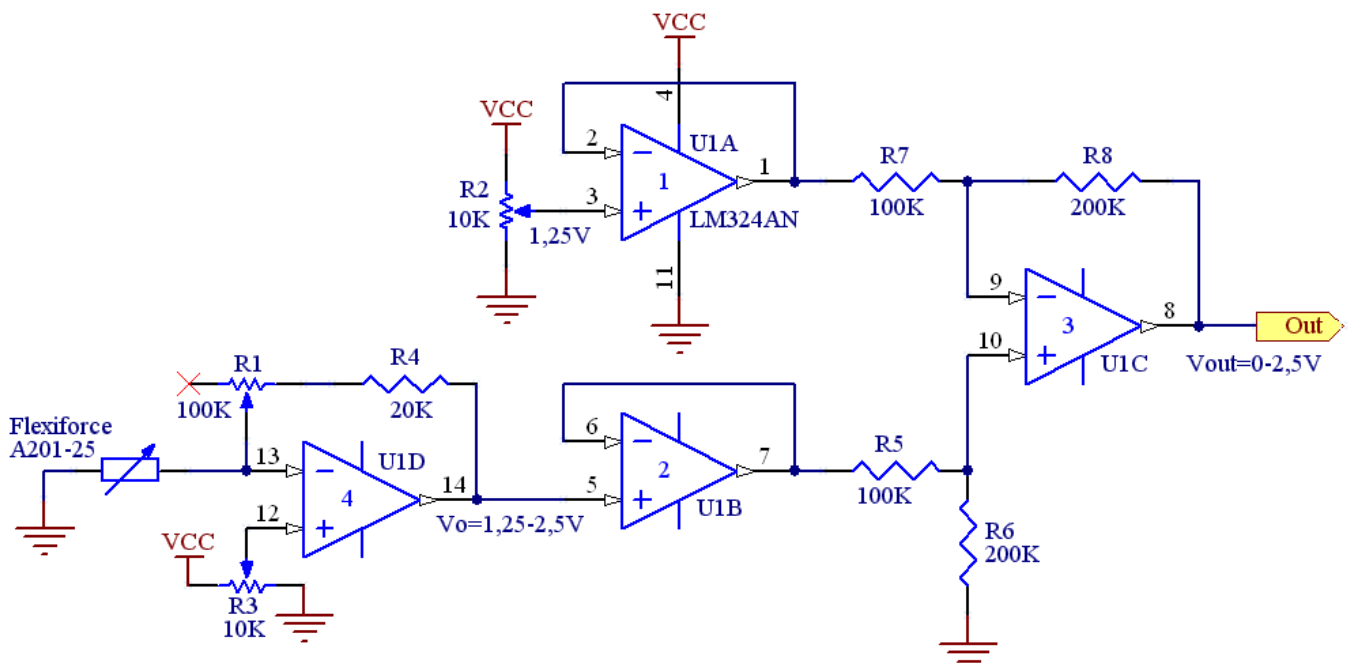 VCC
VCC
4
2
U1A
1
1
R7
R8
R2
10K
3
LM324AN
100K
200K
1,25V
11
9
3
8
Out
10
U1C
Vout=0-2,5V
R1
R4
100K
20K
Flexiforce
A201-25
13
U1D
6
2
7
R5
4
14
5
U1B
100K
12
Vo=1,25-2,5V
R6
200K
VCC
R3
10K